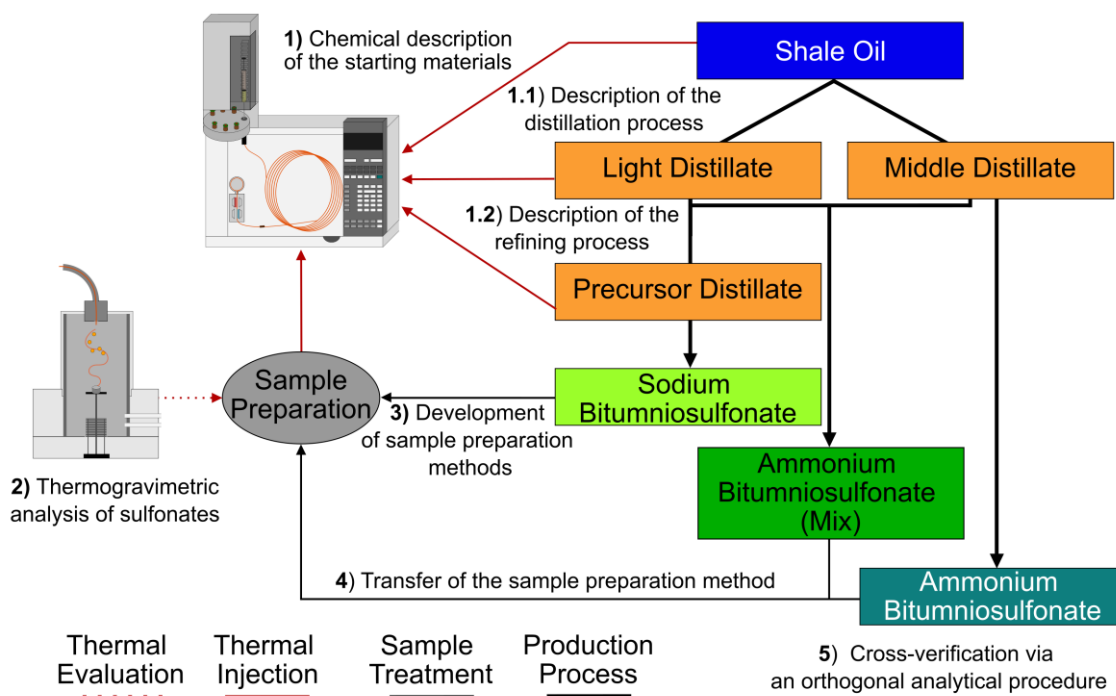 1) Chemical description
of the starting materials
Shale Oil
1.1) Description of the
distillation process
Light Distillate
Middle Distillate
1.2) Description of the
refining process
Precursor Distillate
Sample
Preparation
Sodium
Bitumniosulfonate
3) Development
of sample preparation
methods
2) Thermogravimetric
analysis of sulfonates
Ammonium
Bitumniosulfonate
(Mix)
4) Transfer of the sample preparation method
Ammonium
Bitumniosulfonate
Thermal
Evaluation
Thermal
Injection
Sample
Treatment
Production
Process
5) Cross-verification via
an orthogonal analytical procedure